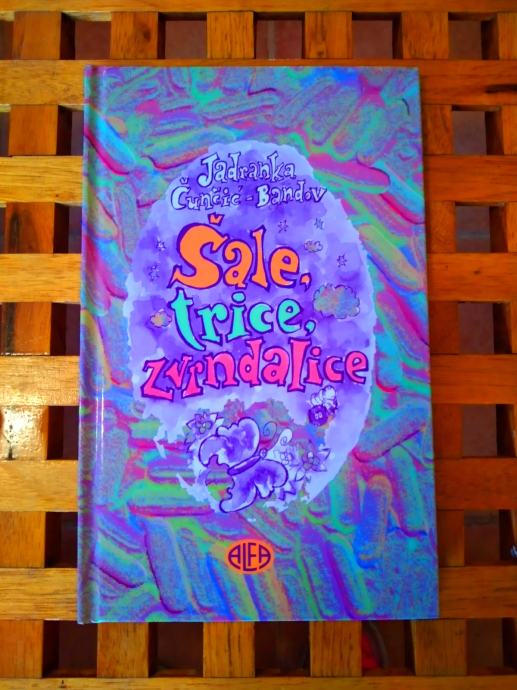 Jadranka
Čunčić-Bandov
Šale,
trice,
zvrndalice
ALFA